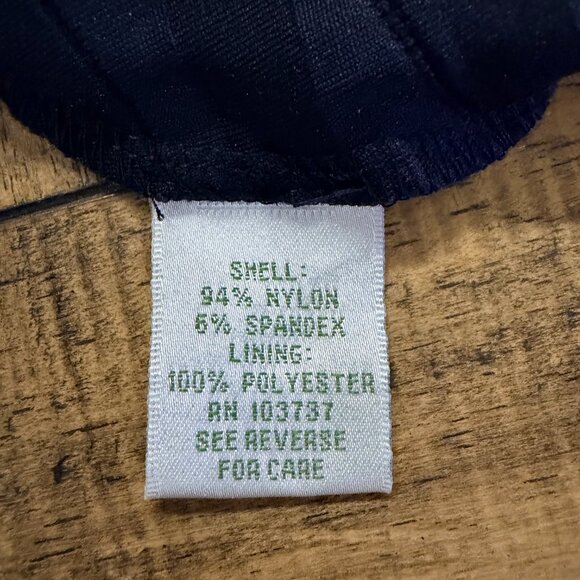 SHELL:
94% NYLON
6% SPANDEX
LINING:
100% POLYESTER
RN 103737
SEE REVERSE
FOR CARE